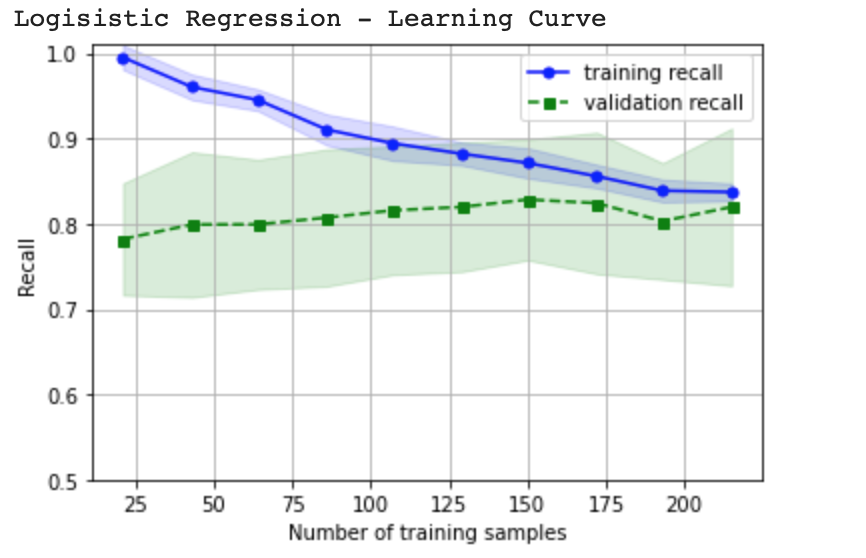 Logisistic Regression - Learning Curve
1.0
0.9
0.8
0.7
0.6
0.5
Recall
training recall
validation recall
25 50 75 100 125 150 175 200
Number of training samples